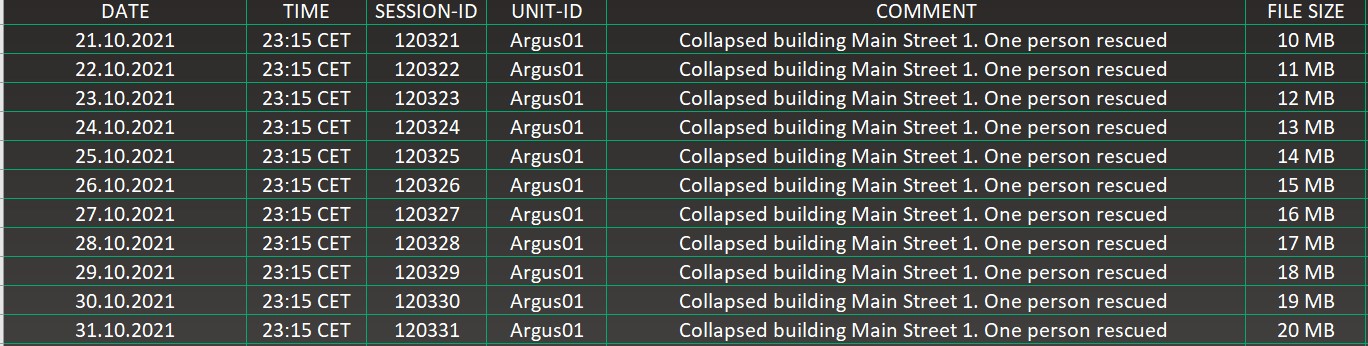 DATE TIME SESSION-ID UNIT-ID COMMENT FILE SIZE
21.10.2021 23:15 CET 120321 Argus01 Collapsed building Main Street 1. One person rescued 10 MB
22.10.2021 23:15 CET 120322 Argus01 Collapsed building Main Street 1. One person rescued 11 MB
23.10.2021 23:15 CET 120323 Argus01 Collapsed building Main Street 1. One person rescued 12 MB
24.10.2021 23:15 CET 120324 Argus01 Collapsed building Main Street 1. One person rescued 13 MB
25.10.2021 23:15 CET 120325 Argus01 Collapsed building Main Street 1. One person rescued 14 MB
26.10.2021 23:15 CET 120326 Argus01 Collapsed building Main Street 1. One person rescued 15 MB
27.10.2021 23:15 CET 120327 Argus01 Collapsed building Main Street 1. One person rescued 16 MB
28.10.2021 23:15 CET 120328 Argus01 Collapsed building Main Street 1. One person rescued 17 MB
29.10.2021 23:15 CET 120329 Argus01 Collapsed building Main Street 1. One person rescued 18 MB
30.10.2021 23:15 CET 120330 Argus01 Collapsed building Main Street 1. One person rescued 19 MB
31.10.2021 23:15 CET 120331 Argus01 Collapsed building Main Street 1. One person rescued 20 MB